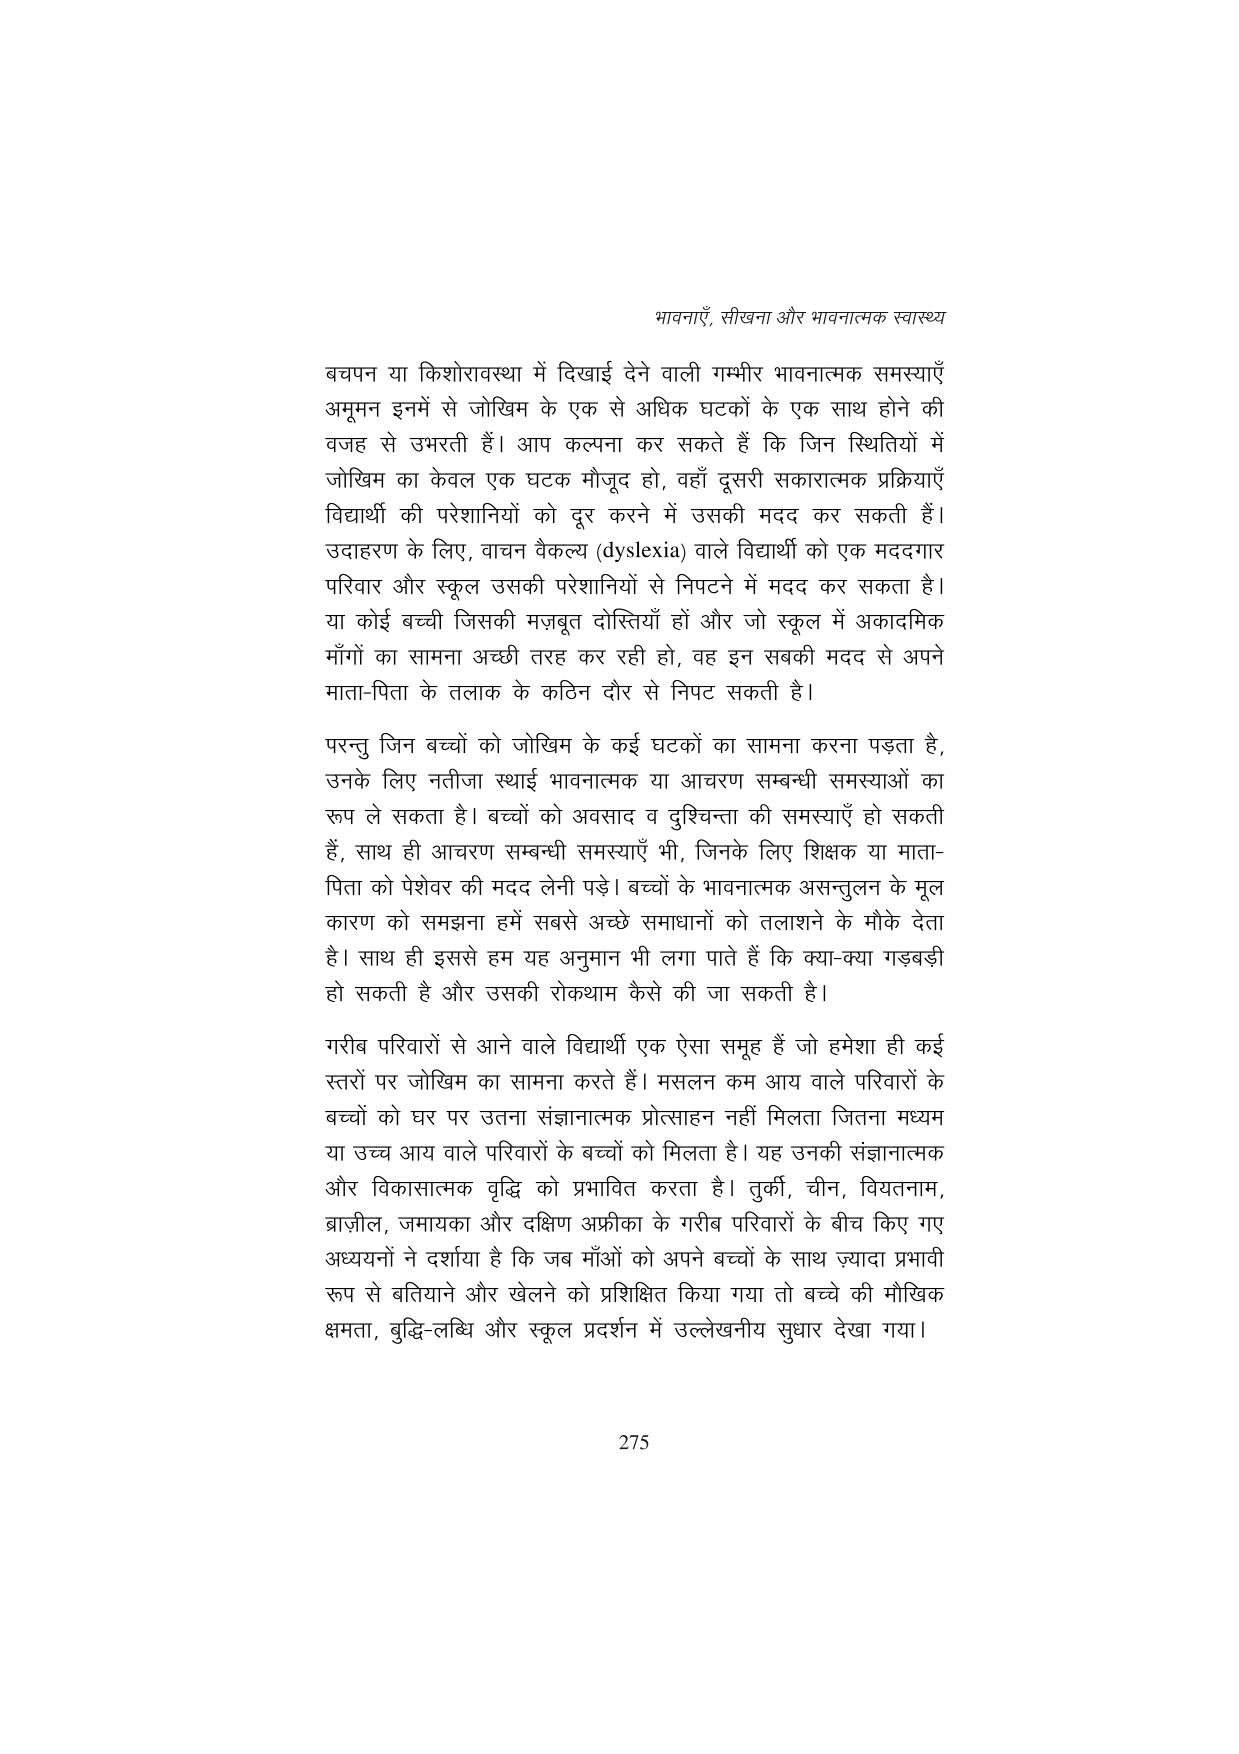 भावनाएँ, सीखना और भावनात्मक स्वास्थ्य
बचपन या किशोरावस्था में दिखाई देने वाली गम्भीर भावनात्मक समस्याएँ
अमूमन इनमें से जोखिम के एक से अधिक घटकों के एक साथ होने की
वजह से उभरती हैं। आप कल्पना कर सकते हैं कि जिन स्थितियों में
जोखिम का केवल एक घटक मौजूद हो, वहाँ दूसरी सकारात्मक प्रक्रियाएँ
विद्यार्थी की परेशानियों को दूर करने में उसकी मदद कर सकती हैं।
उदाहरण के लिए, वाचन वैकल्य (dyslexia) वाले विद्यार्थी को एक मददगार
परिवार और स्कूल उसकी परेशानियों से निपटने में मदद कर सकता है।
या कोई बच्ची जिसकी मज़बूत दोस्तियाँ हों और जो स्कूल में अकादमिक
माँगों का सामना अच्छी तरह कर रही हो, वह इन सबकी मदद से अपने
माता-पिता के तलाक के कठिन दौर से निपट सकती है।
परन्तु जिन बच्चों को जोखिम के कई घटकों का सामना करना पड़ता है,
उनके लिए नतीजा स्थाई भावनात्मक या आचरण सम्बन्धी समस्याओं का
रूप ले सकता है। बच्चों को अवसाद व दुश्चिन्ता की समस्याएँ हो सकती
हैं, साथ ही आचरण सम्बन्धी समस्याएँ भी, जिनके लिए शिक्षक या माता-
पिता को पेशेवर की मदद लेनी पड़े। बच्चों के भावनात्मक असन्तुलन के मूल
कारण को समझना हमें सबसे अच्छे समाधानों को तलाशने के मौके देता
है। साथ ही इससे हम यह अनुमान भी लगा पाते हैं कि क्या-क्या गड़बड़ी
हो सकती है और उसकी रोकथाम कैसे की जा सकती है।
गरीब परिवारों से आने वाले विद्यार्थी एक ऐसा समूह हैं जो हमेशा ही कई
स्तरों पर जोखिम का सामना करते हैं। मसलन कम आय वाले परिवारों के
बच्चों को घर पर उतना संज्ञानात्मक प्रोत्साहन नहीं मिलता जितना मध्यम
या उच्च आय वाले परिवारों के बच्चों को मिलता है। यह उनकी संज्ञानात्मक
और विकासात्मक वृद्धि को प्रभावित करता है। तुर्की, चीन, वियतनाम,
ब्राज़ील, जमायका और दक्षिण अफ्रीका के गरीब परिवारों के बीच किए गए
अध्ययनों ने दर्शाया है कि जब माँओं को अपने बच्चों के साथ ज़्यादा प्रभावी
रूप से बतियाने और खेलने को प्रशिक्षित किया गया तो बच्चे की मौखिक
क्षमता, बुद्धि-लब्धि और स्कूल प्रदर्शन में उल्लेखनीय सुधार देखा गया।
275